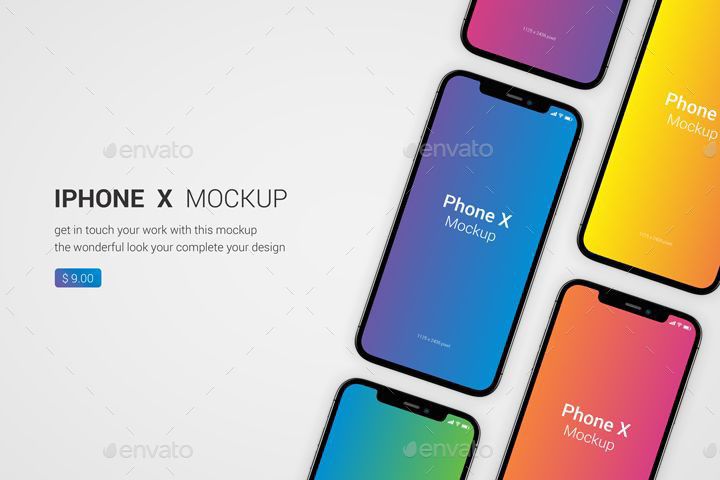 IPHONE X MOCKUP
get in touch your work with this mockup
the wonderful look your complete your design
$ 9.00
1125 x 2436 pixel
Phone X
Mockup
1125 x 2436 pixel
Phone
Mockup
1125 x 2436 pixel
Phone X
Mockup
envato
envato
envato
envato
envato
envato